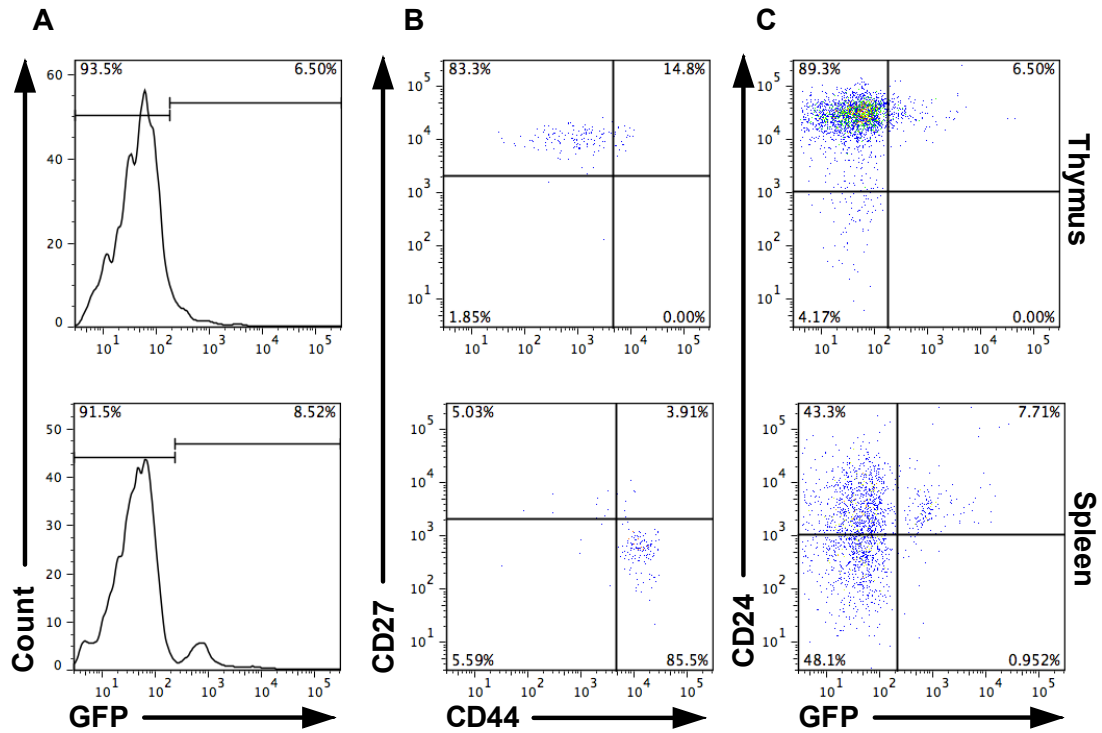 A
B
C
93.5% 6.50%
60
40
20
0
10^1 10^2 10^3 10^4 10^5
83.3% 14.8%
10^5
10^4
10^3
10^2
10^1
1.85% 0.00%
10^1 10^2 10^3 10^4 10^5
89.3% 6.50%
10^5
10^4
10^3
10^2
10^1
4.17% 0.00%
10^1 10^2 10^3 10^4 10^5
Thymus
91.5% 8.52%
50
40
30
20
10
0
10^1 10^2 10^3 10^4 10^5
5.03% 3.91%
10^5
10^4
10^3
10^2
10^1
5.59% 85.5%
10^1 10^2 10^3 10^4 10^5
43.3% 7.71%
10^5
10^4
10^3
10^2
10^1
48.1% 0.952%
10^1 10^2 10^3 10^4 10^5
Spleen
Count
GFP
CD27
CD44
CD24
GFP